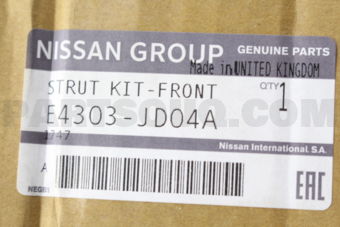 NISSAN GROUP GENUINE PARTS
Made in UNITED KINGDOM
STRUT KIT-FRONT Q'TY 1
E4303-JD04A
1747
Nissan International S.A.
A
NEGB1
EAC